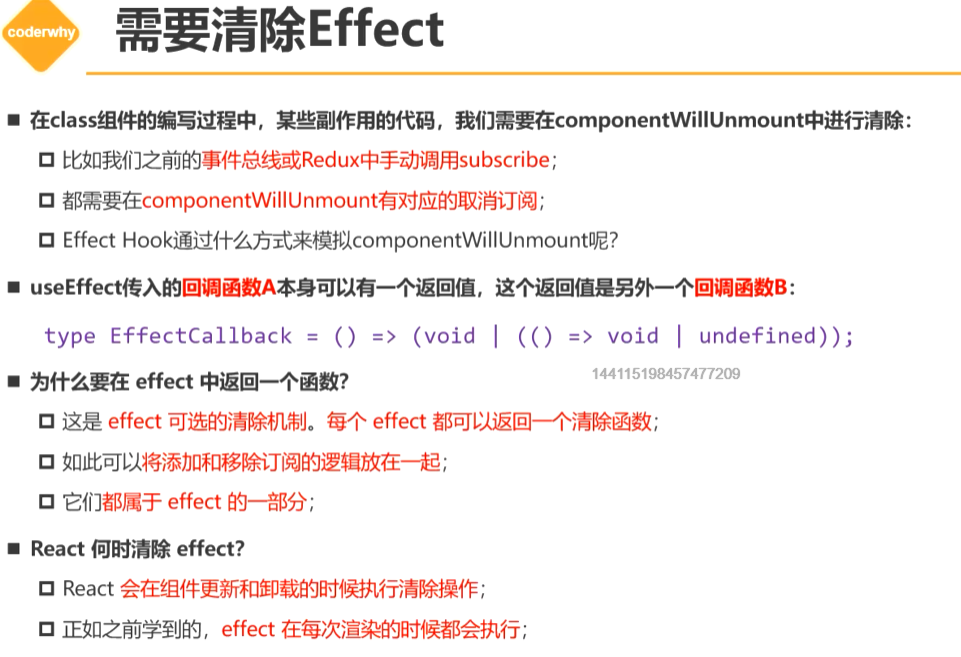 coderwhy
需要清除Effect
■ 在class组件的编写过程中，某些副作用的代码，我们需要在componentWillUnmount中进行清除：
比如我们之前的事件总线或Redux中手动调用subscribe；
都需要在componentWillUnmount有对应的取消订阅；
Effect Hook通过什么方式来模拟componentWillUnmount呢？
■ useEffect传入的回调函数A本身可以有一个返回值，这个返回值是另外一个回调函数B：
type EffectCallback = () => (void | (() => void | undefined));
144115198457477209
■ 为什么要在 effect 中返回一个函数？
这是 effect 可选的清除机制。每个 effect 都可以返回一个清除函数；
如此可以将添加和移除订阅的逻辑放在一起；
它们都属于 effect 的一部分；
■ React 何时清除 effect？
React 会在组件更新和卸载的时候执行清除操作；
正如之前学到的，effect 在每次渲染的时候都会执行；